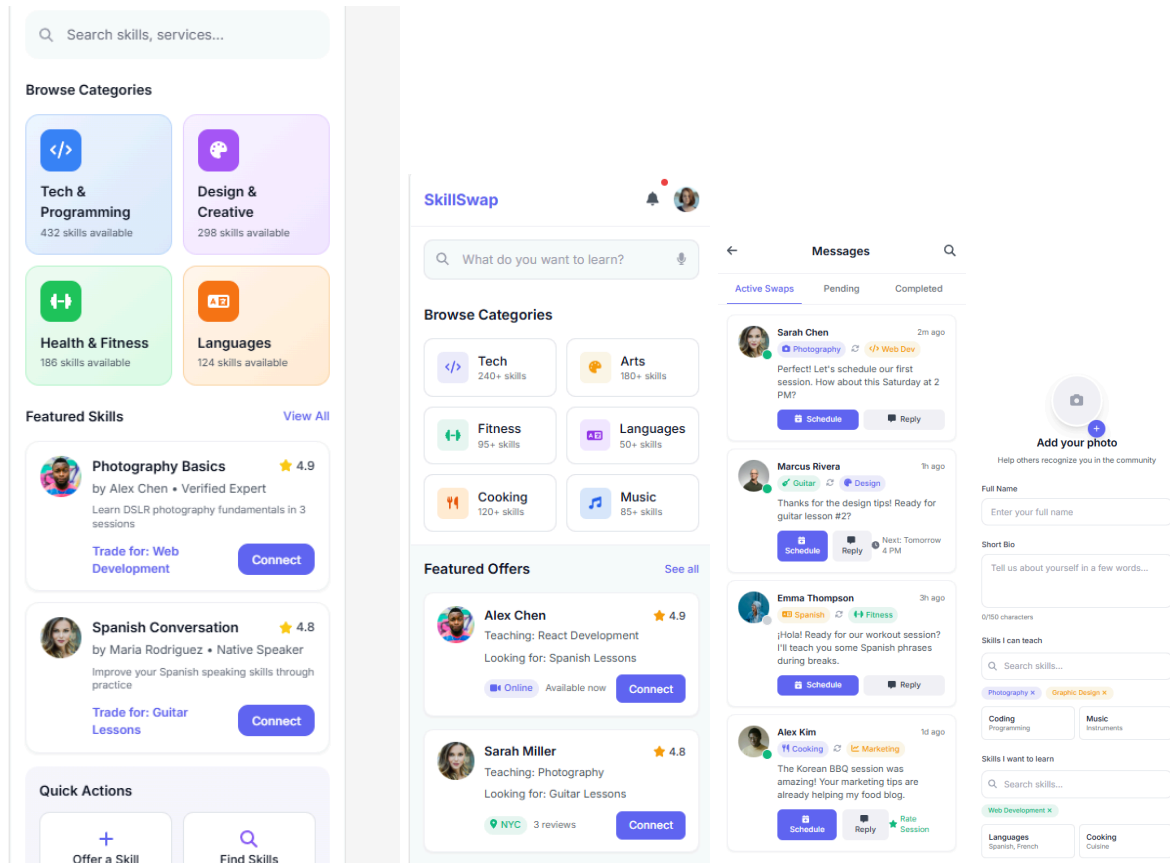 Search skills, services...
Browse Categories
Tech &
Programming
432 skills available
Design &
Creative
298 skills available
Health & Fitness
186 skills available
Languages
124 skills available
Featured Skills
View All
Photography Basics
4.9
by Alex Chen • Verified Expert
Learn DSLR photography fundamentals in 3
sessions
Trade for: Web
Development
Connect
Spanish Conversation
4.8
by Maria Rodriguez • Native Speaker
Improve your Spanish speaking skills through
practice
Trade for: Guitar
Lessons
Connect
Quick Actions
Offer a Skill
Find Skills
SkillSwap
What do you want to learn?
Browse Categories
Tech
240+ skills
Arts
180+ skills
Fitness
95+ skills
Languages
50+ skills
Cooking
120+ skills
Music
85+ skills
Featured Offers
See all
Alex Chen
4.9
Teaching: React Development
Looking for: Spanish Lessons
Online
Available now
Connect
Sarah Miller
4.8
Teaching: Photography
Looking for: Guitar Lessons
NYC
3 reviews
Connect
Messages
Active Swaps
Pending
Completed
Sarah Chen
2m ago
Photography
Web Dev
Perfect! Let's schedule our first
session. How about this Saturday at 2
PM?
Schedule
Reply
Marcus Rivera
1h ago
Guitar
Design
Thanks for the design tips! Ready for
guitar lesson #2?
Schedule
Reply
Next: Tomorrow
4 PM
Emma Thompson
3h ago
Spanish
Fitness
¡Hola! Ready for our workout session?
I'll teach you some Spanish phrases
during breaks.
Schedule
Reply
Alex Kim
1d ago
Cooking
Marketing
The Korean BBQ session was
amazing! Your marketing tips are
already helping my food blog.
Schedule
Reply
Rate
Session
Add your photo
Help others recognize you in the community
Full Name
Enter your full name
Short Bio
Tell us about yourself in a few words...
0/150 characters
Skills I can teach
Search skills...
Photography ×
Graphic Design ×
Coding
Programming
Music
Instruments
Skills I want to learn
Search skills...
Web Development ×
Languages
Spanish, French
Cooking
Cuisine